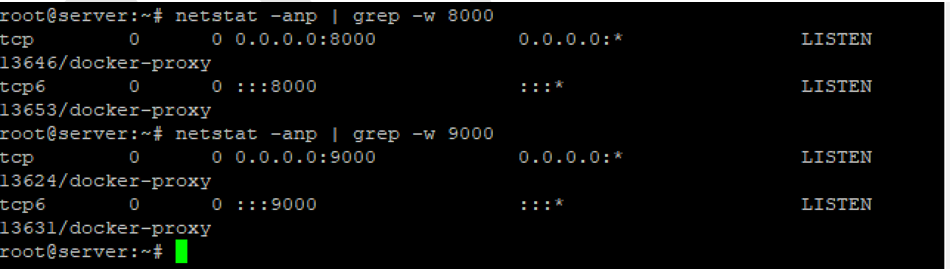 root@server:~# netstat -anp | grep -w 8000
tcp        0      0 0.0.0.0:8000            0.0.0.0:*               LISTEN
13646/docker-proxy
tcp6       0      0 :::8000                 :::*                    LISTEN
13653/docker-proxy
root@server:~# netstat -anp | grep -w 9000
tcp        0      0 0.0.0.0:9000            0.0.0.0:*               LISTEN
13624/docker-proxy
tcp6       0      0 :::9000                 :::*                    LISTEN
13631/docker-proxy
root@server:~#